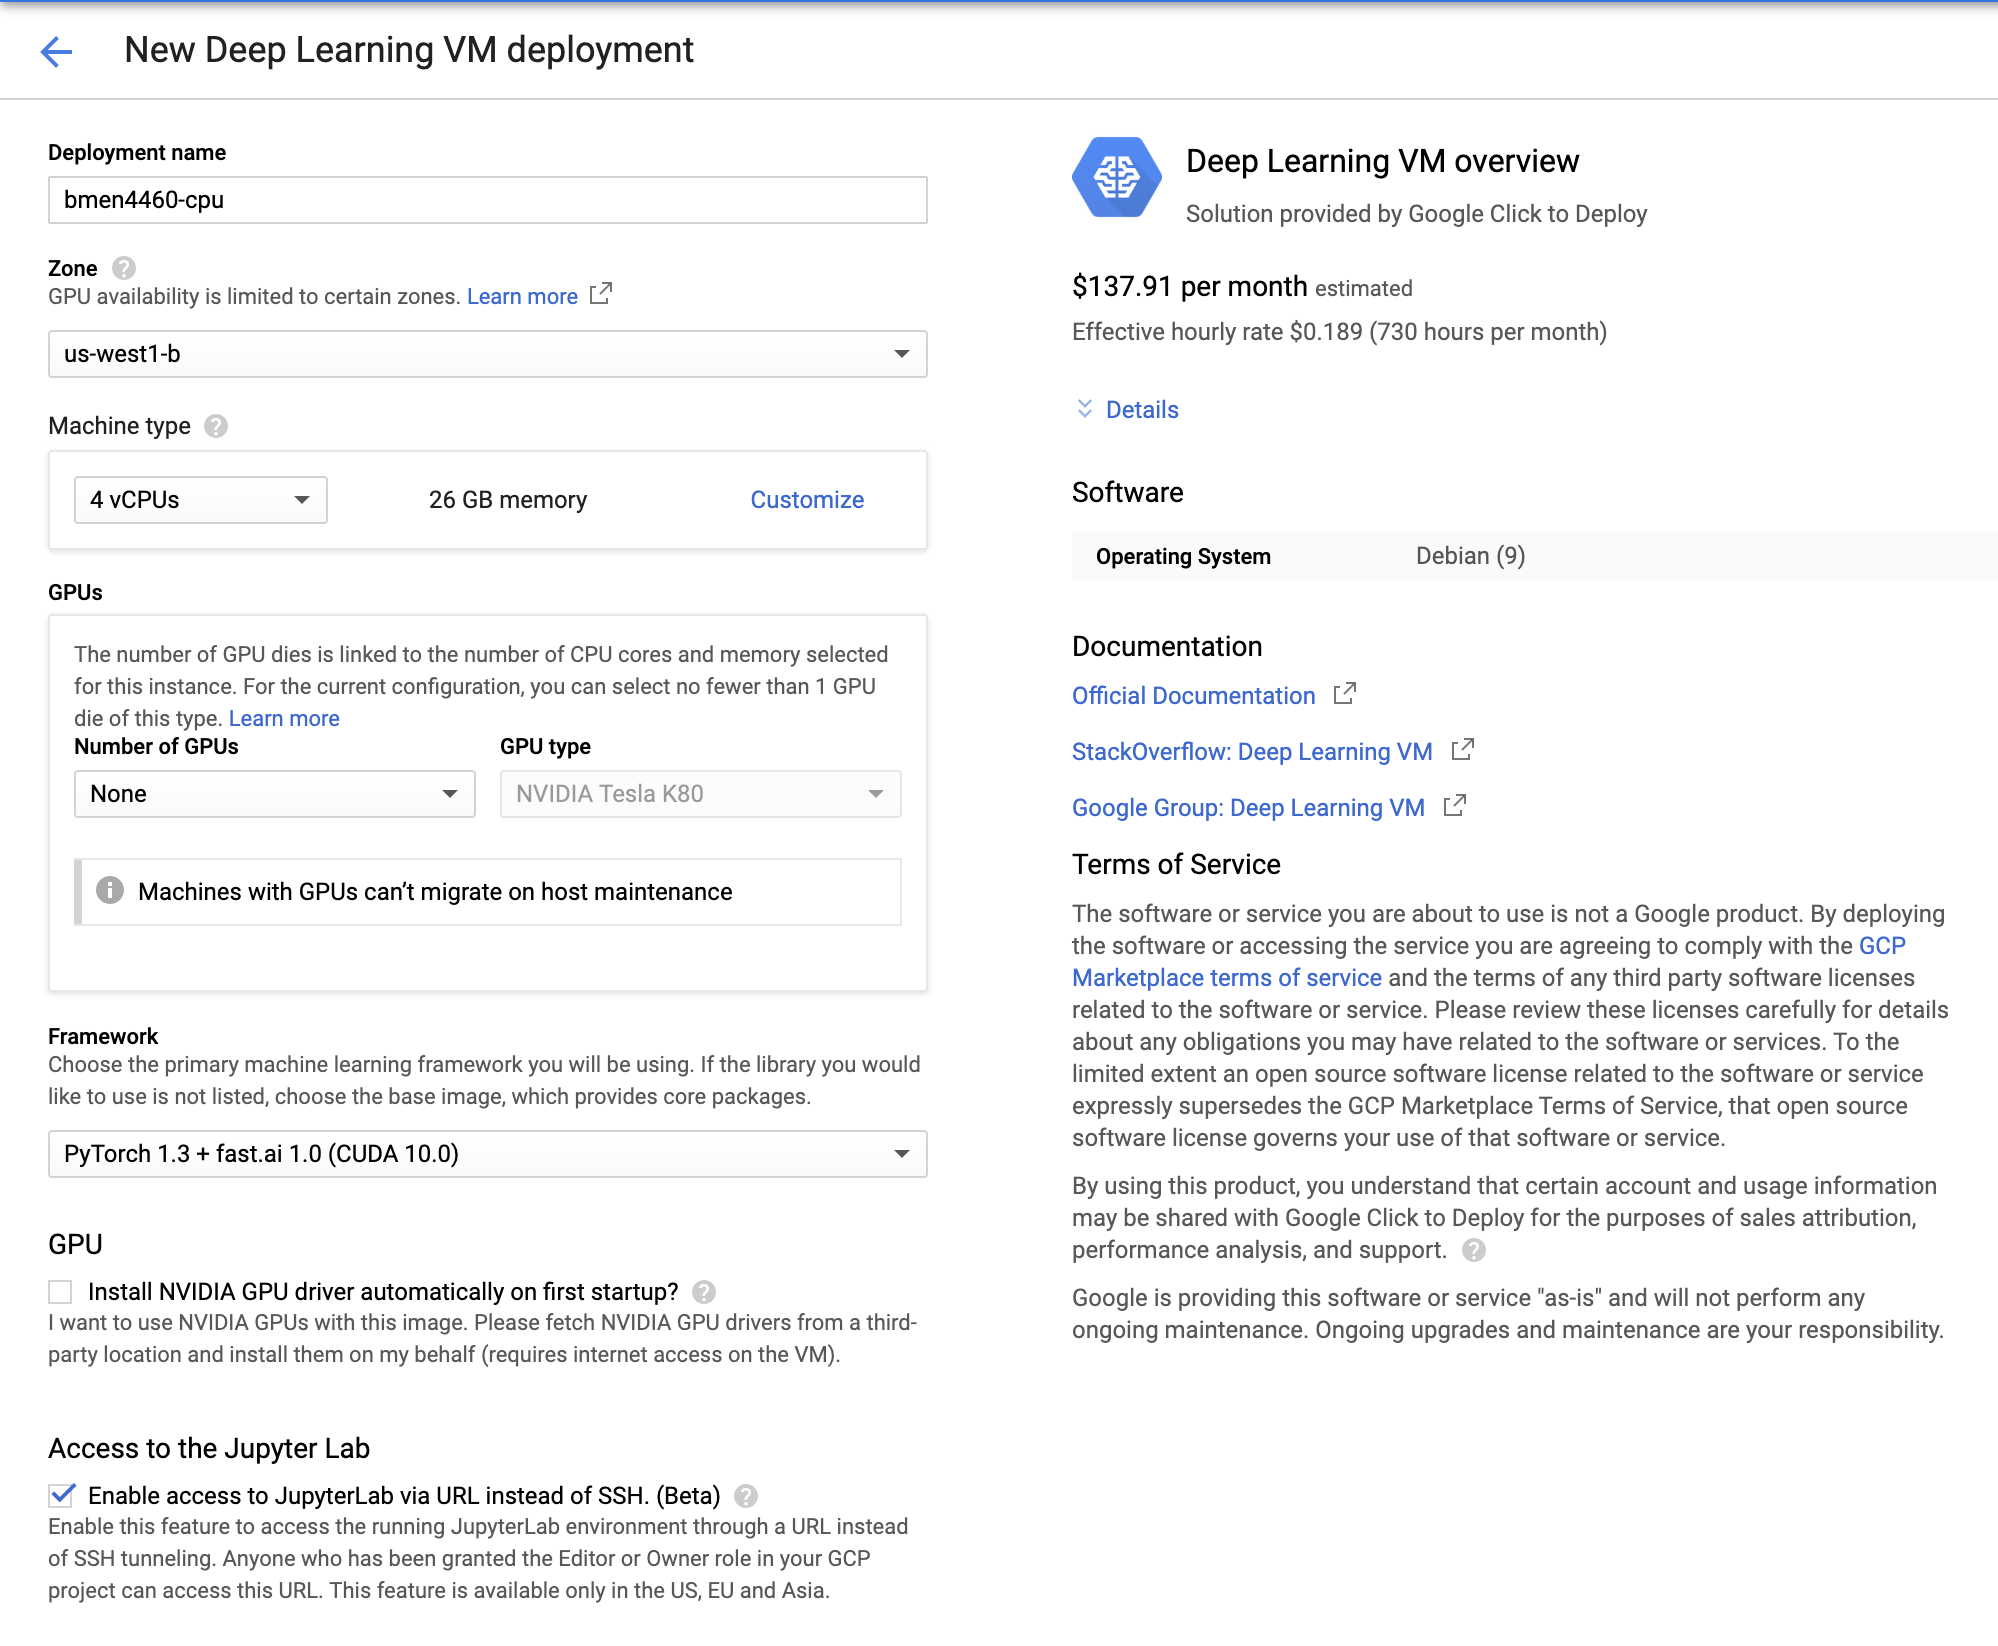 New Deep Learning VM deployment
Deployment name
bmen4460-cpu
Zone
GPU availability is limited to certain zones. Learn more
us-west1-b
Machine type
4 vCPUs
26 GB memory
Customize
GPUs
The number of GPU dies is linked to the number of CPU cores and memory selected
for this instance. For the current configuration, you can select no fewer than 1 GPU
die of this type. Learn more
Number of GPUs
GPU type
None
NVIDIA Tesla K80
Machines with GPUs can’t migrate on host maintenance
Framework
Choose the primary machine learning framework you will be using. If the library you would
like to use is not listed, choose the base image, which provides core packages.
PyTorch 1.3 + fast.ai 1.0 (CUDA 10.0)
GPU
Install NVIDIA GPU driver automatically on first startup?
I want to use NVIDIA GPUs with this image. Please fetch NVIDIA GPU drivers from a third-
party location and install them on my behalf (requires internet access on the VM).
Access to the Jupyter Lab
Enable access to JupyterLab via URL instead of SSH. (Beta)
Enable this feature to access the running JupyterLab environment through a URL instead
of SSH tunneling. Anyone who has been granted the Editor or Owner role in your GCP
project can access this URL. This feature is available only in the US, EU and Asia.
Deep Learning VM overview
Solution provided by Google Click to Deploy
$137.91 per month estimated
Effective hourly rate $0.189 (730 hours per month)
Details
Software
Operating System
Debian (9)
Documentation
Official Documentation
StackOverflow: Deep Learning VM
Google Group: Deep Learning VM
Terms of Service
The software or service you are about to use is not a Google product. By deploying
the software or accessing the service you are agreeing to comply with the GCP
Marketplace terms of service and the terms of any third party software licenses
related to the software or service. Please review these licenses carefully for details
about any obligations you may have related to the software or services. To the
limited extent an open source software license related to the software or service
expressly supersedes the GCP Marketplace Terms of Service, that open source
software license governs your use of that software or service.
By using this product, you understand that certain account and usage information
may be shared with Google Click to Deploy for the purposes of sales attribution,
performance analysis, and support.
Google is providing this software or service "as-is" and will not perform any
ongoing maintenance. Ongoing upgrades and maintenance are your responsibility.